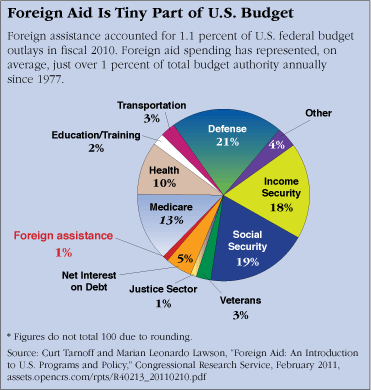 Foreign Aid Is Tiny Part of U.S. Budget
Foreign assistance accounted for 1.1 percent of U.S. federal budget
outlays in fiscal 2010. Foreign aid spending has represented, on
average, just over 1 percent of total budget authority annually
since 1977.
Transportation
3%
Defense
21%
Other
4%
Education/Training
2%
Health
10%
Income
Security
18%
Medicare
13%
Foreign assistance
1%
Social
Security
19%
5%
Net Interest
on Debt
Justice Sector
1%
Veterans
3%
* Figures do not total 100 due to rounding.
Source: Curt Tarnoff and Marian Leonardo Lawson, "Foreign Aid: An Introduction
to U.S. Programs and Policy," Congressional Research Service, February 2011,
assets.opencrs.com/rpts/R40213_20110210.pdf